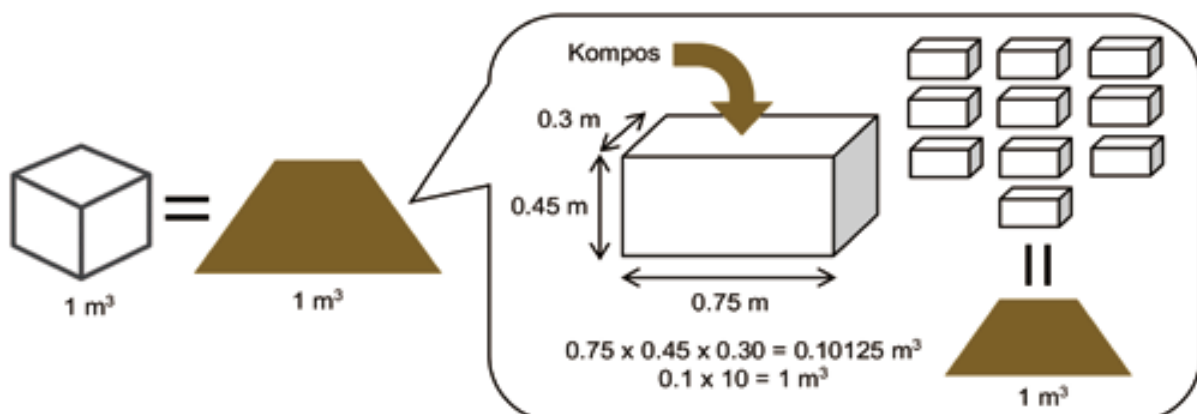 1 m³
1 m³
Kompos
0.3 m
0.45 m
0.75 m
0.75 x 0.45 x 0.30 = 0.10125 m³
0.1 x 10 = 1 m³
1 m³